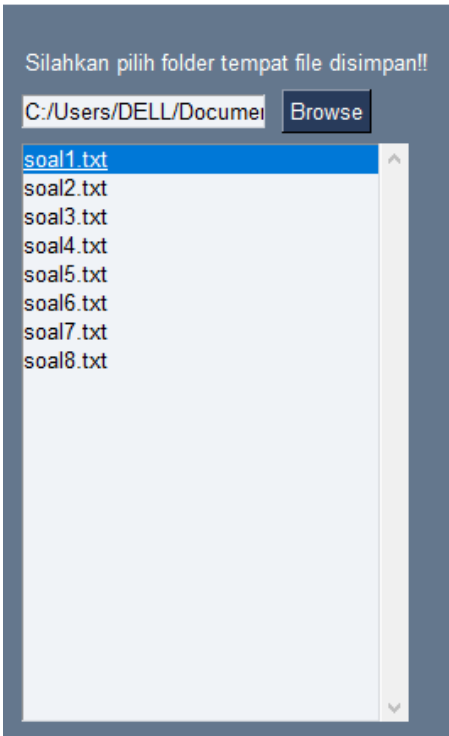 Silahkan pilih folder tempat file disimpan!!
C:/Users/DELL/Documer Browse
soal1.txt
soal2.txt
soal3.txt
soal4.txt
soal5.txt
soal6.txt
soal7.txt
soal8.txt